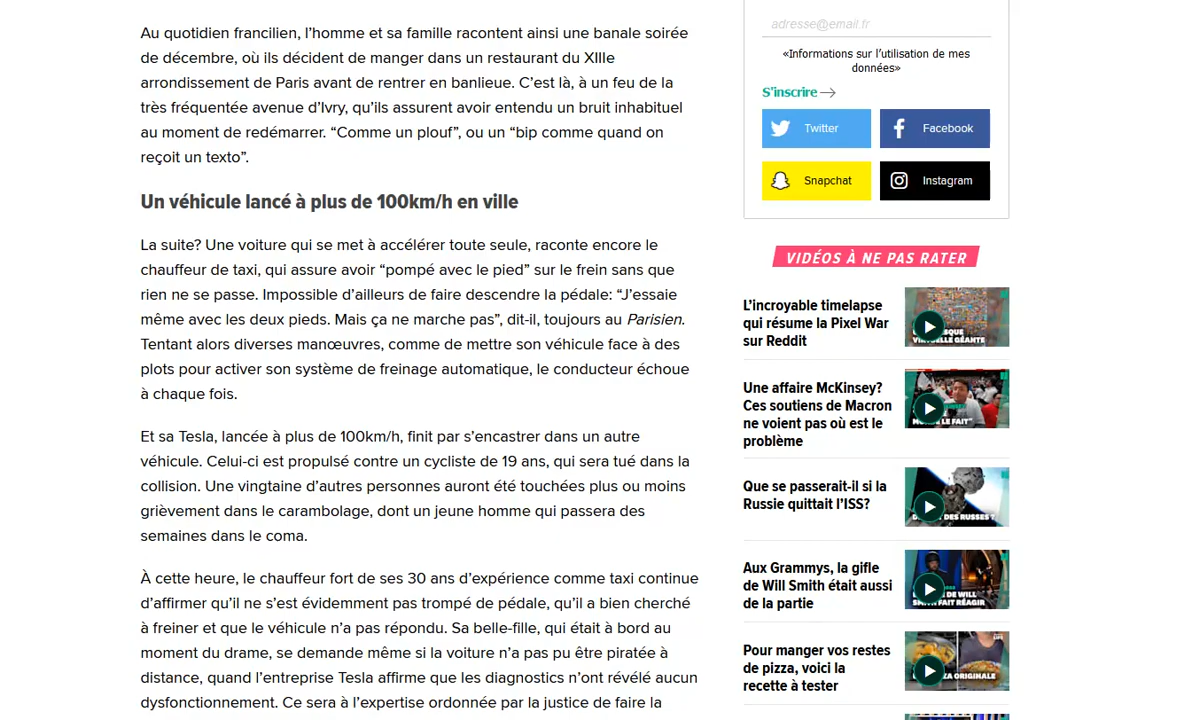 Au quotidien francilien, l’homme et sa famille racontent ainsi une banale soirée
de décembre, où ils décident de manger dans un restaurant du XIIIe
arrondissement de Paris avant de rentrer en banlieue. C’est là, à un feu de la
très fréquentée avenue d’Ivry, qu’ils assurent avoir entendu un bruit inhabituel
au moment de redémarrer. “Comme un plouf”, ou un “bip comme quand on
reçoit un texto”.
Un véhicule lancé à plus de 100km/h en ville
La suite? Une voiture qui se met à accélérer toute seule, raconte encore le
chauffeur de taxi, qui assure avoir “pompé avec le pied” sur le frein sans que
rien ne se passe. Impossible d’ailleurs de faire descendre la pédale: “J’essaie
même avec les deux pieds. Mais ça ne marche pas”, dit-il, toujours au Parisien.
Tentant alors diverses manœuvres, comme de mettre son véhicule face à des
plots pour activer son système de freinage automatique, le conducteur échoue
à chaque fois.
Et sa Tesla, lancée à plus de 100km/h, finit par s’encastrer dans un autre
véhicule. Celui-ci est propulsé contre un cycliste de 19 ans, qui sera tué dans la
collision. Une vingtaine d’autres personnes auront été touchées plus ou moins
grièvement dans le carambolage, dont un jeune homme qui passera des
semaines dans le coma.
À cette heure, le chauffeur fort de ses 30 ans d’expérience comme taxi continue
d’affirmer qu’il ne s’est évidemment pas trompé de pédale, qu’il a bien cherché
à freiner et que le véhicule n’a pas répondu. Sa belle-fille, qui était à bord au
moment du drame, se demande même si la voiture n’a pas pu être piratée à
distance, quand l’entreprise Tesla affirme que les diagnostics n’ont révélé aucun
dysfonctionnement. Ce sera à l’expertise ordonnée par la justice de faire la
adresse@email.fr
«Informations sur l’utilisation de mes
données»
S’inscrire
Twitter
Facebook
Snapchat
Instagram
VIDÉOS À NE PAS RATER
L’incroyable timelapse
qui résume la Pixel War
sur Reddit
Une affaire McKinsey?
Ces soutiens de Macron
ne voient pas où est le
problème
LE FAIT”
Que se passerait-il si la
Russie quittait l’ISS?
DES RUSSES ?
Aux Grammys, la gifle
de Will Smith était aussi
de la partie
DE WILL
FAIT RÉAGIR
Pour manger vos restes
de pizza, voici la
recette à tester
ORIGINALE